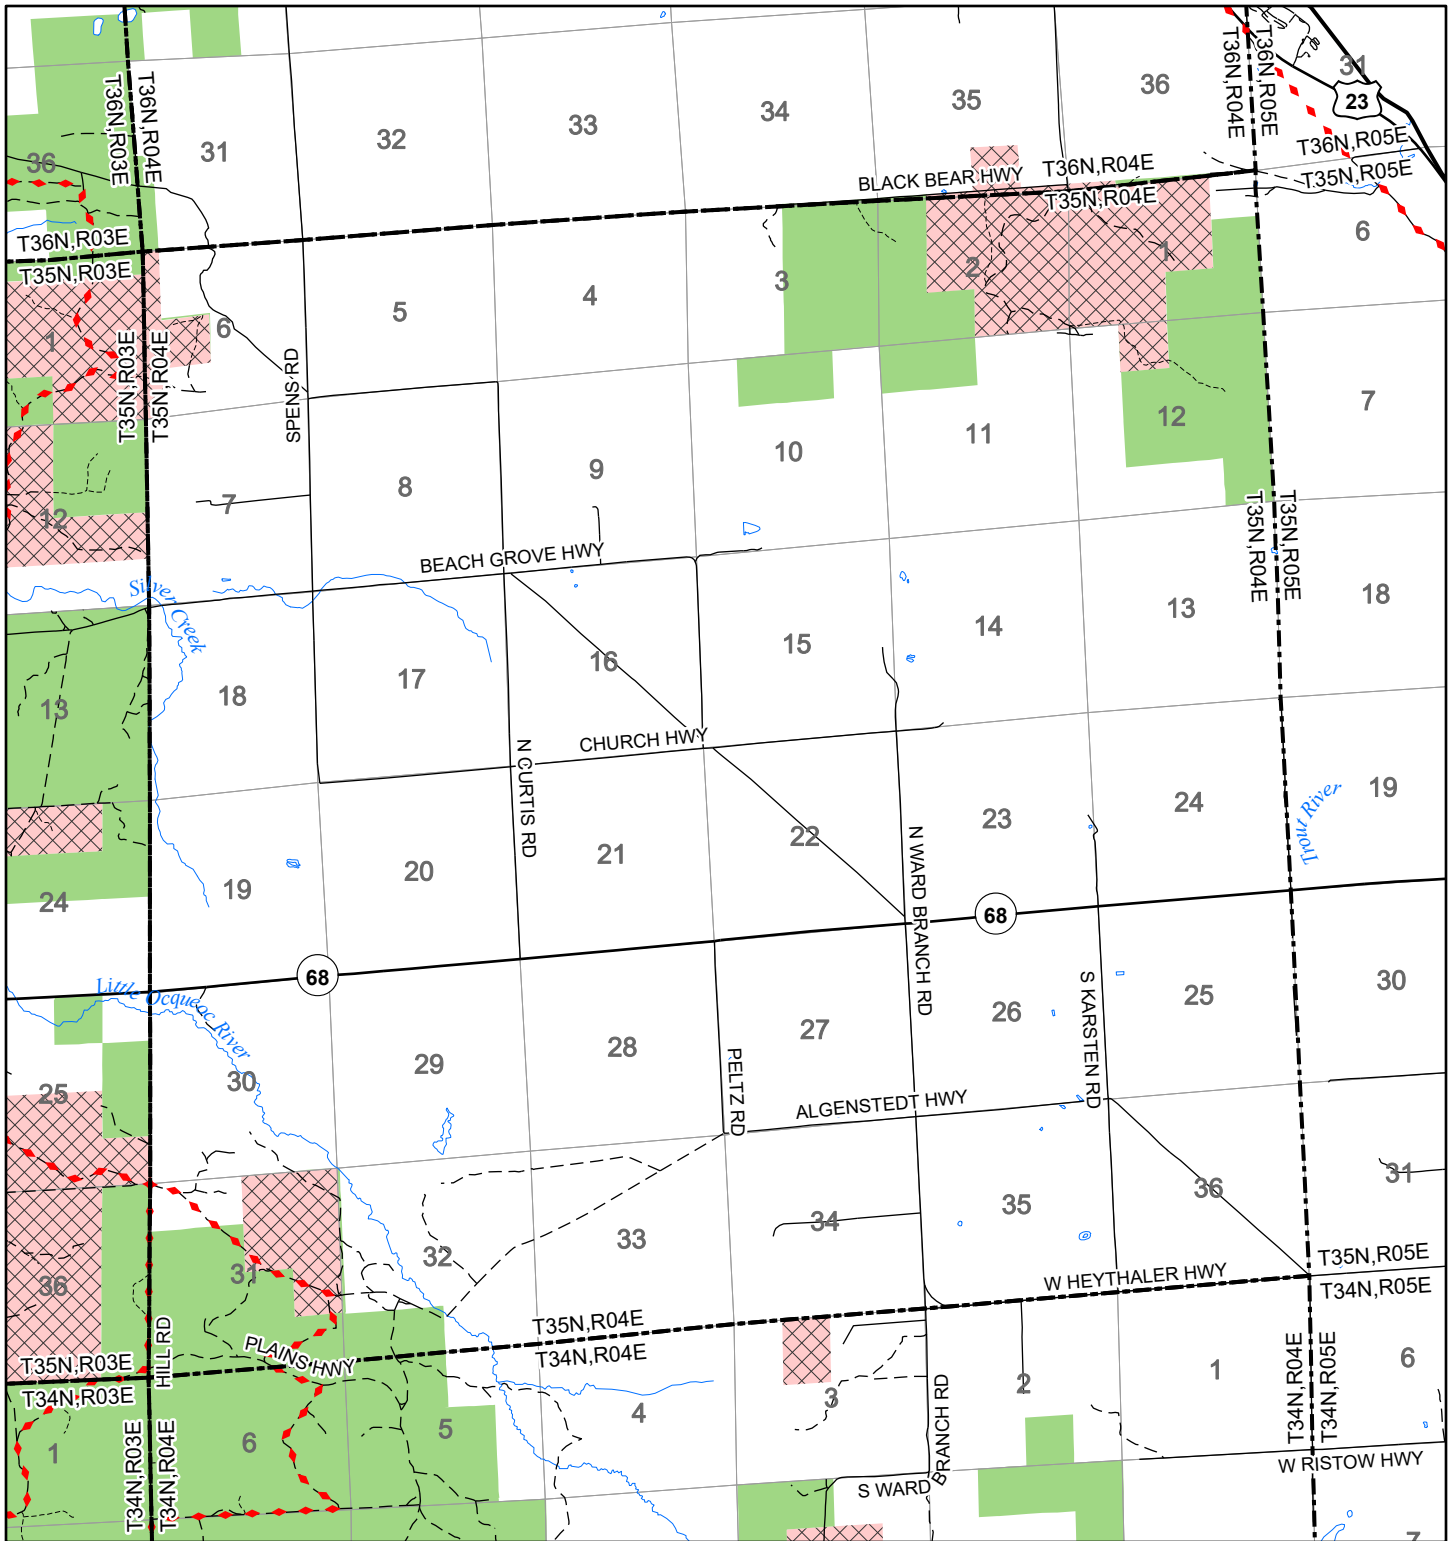 31
T36N,R04E
T36N,R05E
23
36
35
34
33
32
31
T36N,R03E
T36N,R04E
36
T36N,R05E
T35N,R05E
T36N,R04E
BLACK BEAR HWY
T35N,R04E
T36N,R03E
T35N,R03E
6
1
2
3
4
5
6
1
T35N,R03E
T35N,R04E
SPENS RD
7
12
11
10
9
8
7
12
T35N,R04E
T35N,R05E
BEACH GROVE HWY
Silver Creek
18
13
14
15
16
17
18
13
CHURCH HWY
N CURTIS RD
19
Trout River
24
23
22
21
20
19
24
N WARD BRANCH RD
68
68
Little Ocqueoc River
S KARSTEN RD
30
25
26
27
28
29
30
25
PELTZ RD
ALGENSTEDT HWY
31
36
35
34
33
32
31
36
T35N,R05E
W HEYTHALER HWY
T34N,R05E
T35N,R04E
T34N,R04E
HILL RD
PLAINS HWY
T35N,R03E
T34N,R03E
6
1
2
3
4
5
6
1
T34N,R04E
T34N,R05E
BRANCH RD
S WARD
W RISTOW HWY
T34N,R03E
T34N,R04E
7